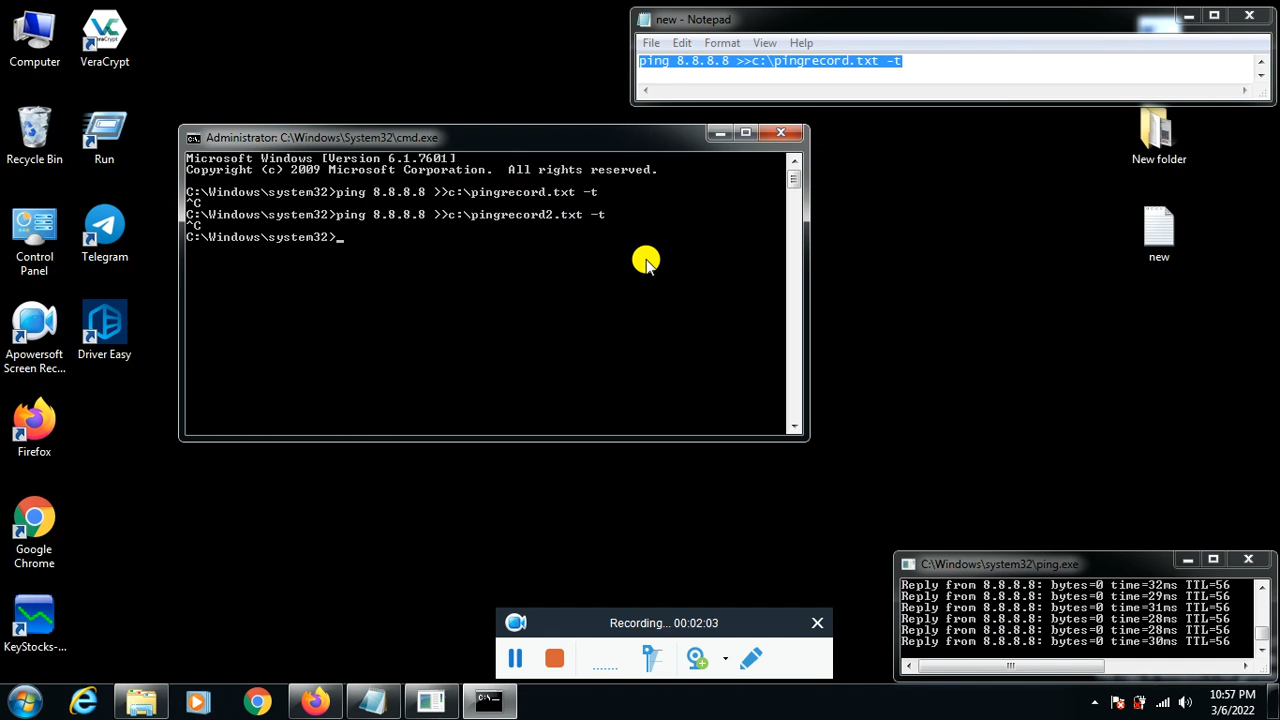 Computer
VeraCrypt
Recycle Bin
Run
Control
Panel
Telegram
Apowersoft
Screen Rec...
Driver Easy
Firefox
Google
Chrome
KeyStocks-...
new - Notepad
File Edit Format View Help
ping 8.8.8.8 >>c:\pingrecord.txt -t
New folder
new
Administrator: C:\Windows\System32\cmd.exe
Microsoft Windows [Version 6.1.7601]
Copyright (c) 2009 Microsoft Corporation. All rights reserved.
C:\Windows\system32>ping 8.8.8.8 >>c:\pingrecord.txt -t
^C
C:\Windows\system32>ping 8.8.8.8 >>c:\pingrecord2.txt -t
^C
C:\Windows\system32>_
C:\Windows\system32\ping.exe
Reply from 8.8.8.8: bytes=0 time=32ms TTL=56
Reply from 8.8.8.8: bytes=0 time=29ms TTL=56
Reply from 8.8.8.8: bytes=0 time=31ms TTL=56
Reply from 8.8.8.8: bytes=0 time=28ms TTL=56
Reply from 8.8.8.8: bytes=0 time=28ms TTL=56
Reply from 8.8.8.8: bytes=0 time=30ms TTL=56
Recording... 00:02:03
10:57 PM
3/6/2022